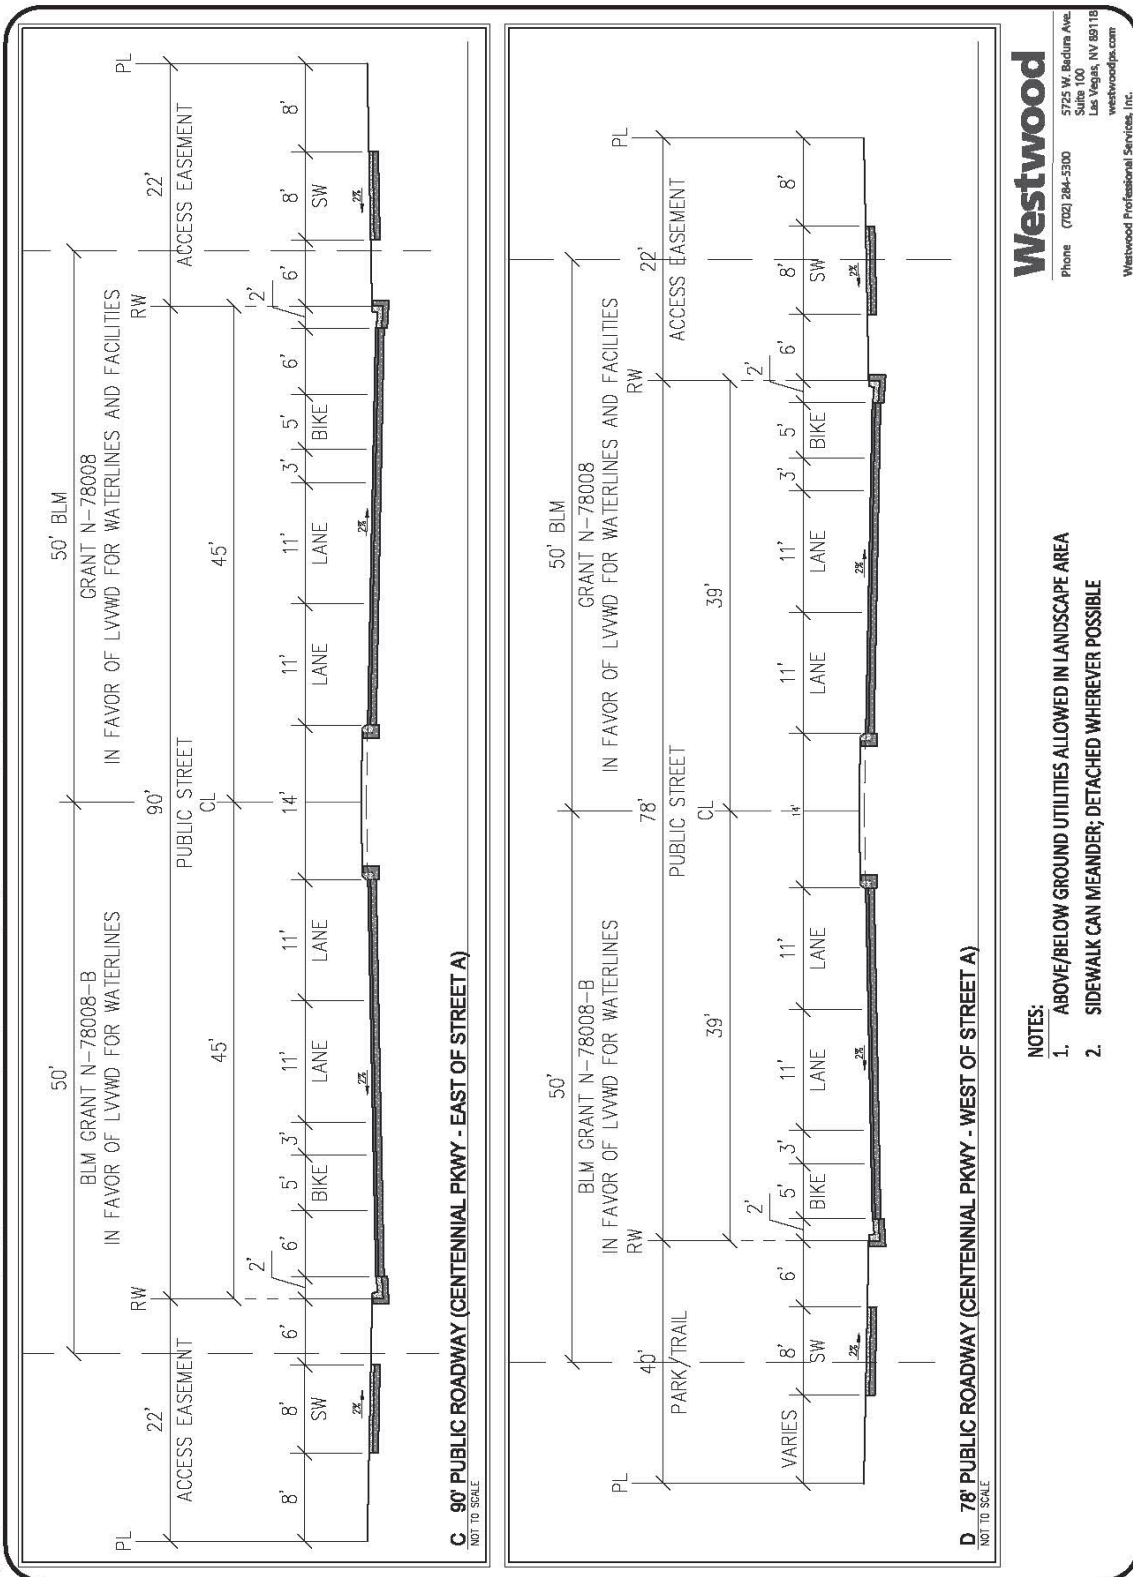 50'
50' BLM
BLM GRANT N-78008-B
GRANT N-78008
IN FAVOR OF LVVWD FOR WATERLINES
IN FAVOR OF LVVWD FOR WATERLINES AND FACILITIES
PL
RW
RW
PL
22'
90'
22'
ACCESS EASEMENT
PUBLIC STREET
ACCESS EASEMENT
CL
45'
45'
2'
2'
8'
8'
6'
6'
5'
3'
11'
11'
14'
11'
11'
3'
5'
6'
6'
8'
8'
SW
BIKE
LANE
LANE
LANE
LANE
BIKE
SW
2%
2%
2%
2%
C 90' PUBLIC ROADWAY (CENTENNIAL PKWY - EAST OF STREET A)
NOT TO SCALE
50'
50' BLM
BLM GRANT N-78008-B
GRANT N-78008
IN FAVOR OF LVVWD FOR WATERLINES
IN FAVOR OF LVVWD FOR WATERLINES AND FACILITIES
PL
RW
RW
PL
40'
78'
22'
PARK/TRAIL
PUBLIC STREET
ACCESS EASEMENT
CL
39'
39'
2'
2'
VARIES
8'
6'
5'
3'
11'
11'
14'
11'
11'
3'
5'
6'
8'
8'
SW
BIKE
LANE
LANE
LANE
LANE
BIKE
SW
2%
2%
2%
2%
D 78' PUBLIC ROADWAY (CENTENNIAL PKWY - WEST OF STREET A)
NOT TO SCALE
NOTES:
1. ABOVE/BELOW GROUND UTILITIES ALLOWED IN LANDSCAPE AREA
2. SIDEWALK CAN MEANDER; DETACHED WHEREVER POSSIBLE
Westwood
Phone (702) 284-5300
5725 W. Badura Ave.
Suite 100
Las Vegas, NV 89118
westwoodps.com
Westwood Professional Services, Inc.